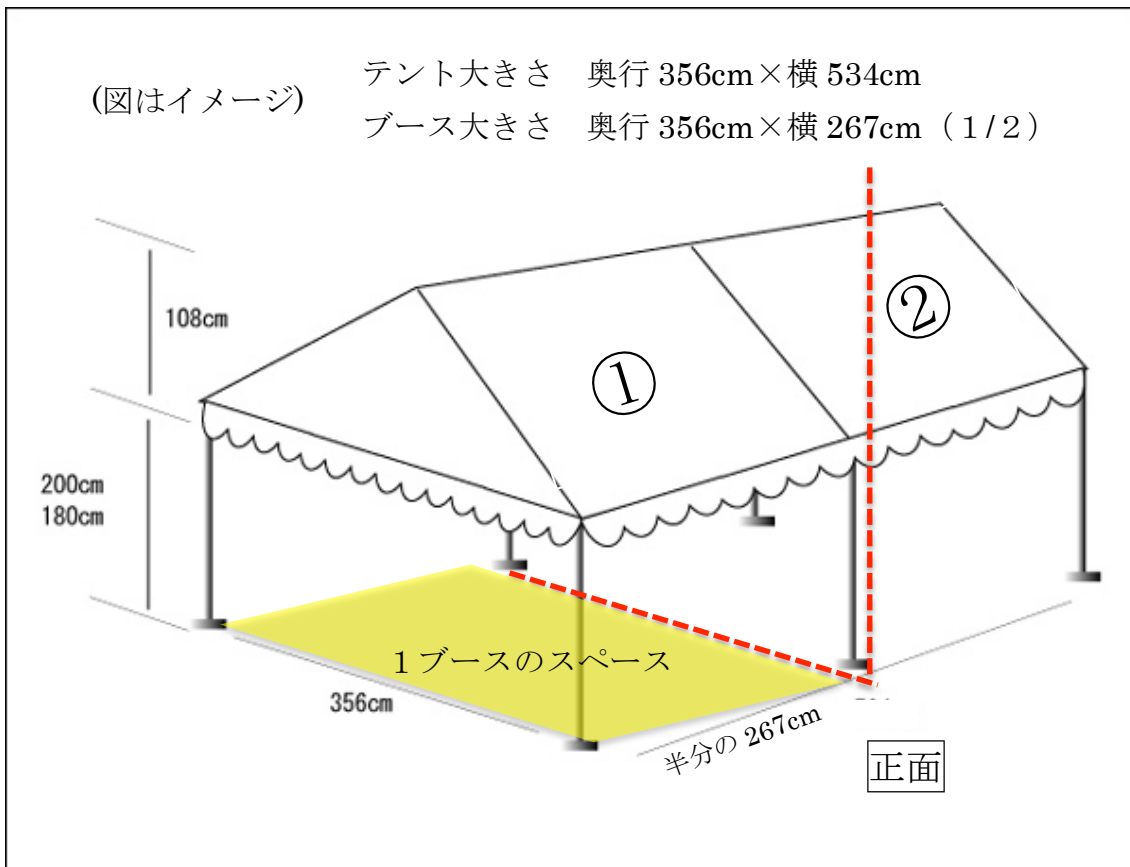 テント大きさ　奥行 356cm×横 534cm
(図はイメージ)
ブース大きさ　奥行 356cm×横 267cm（１/２）
108cm
②
①
200cm
180cm
１ブースのスペース
356cm
半分の 267cm
正面